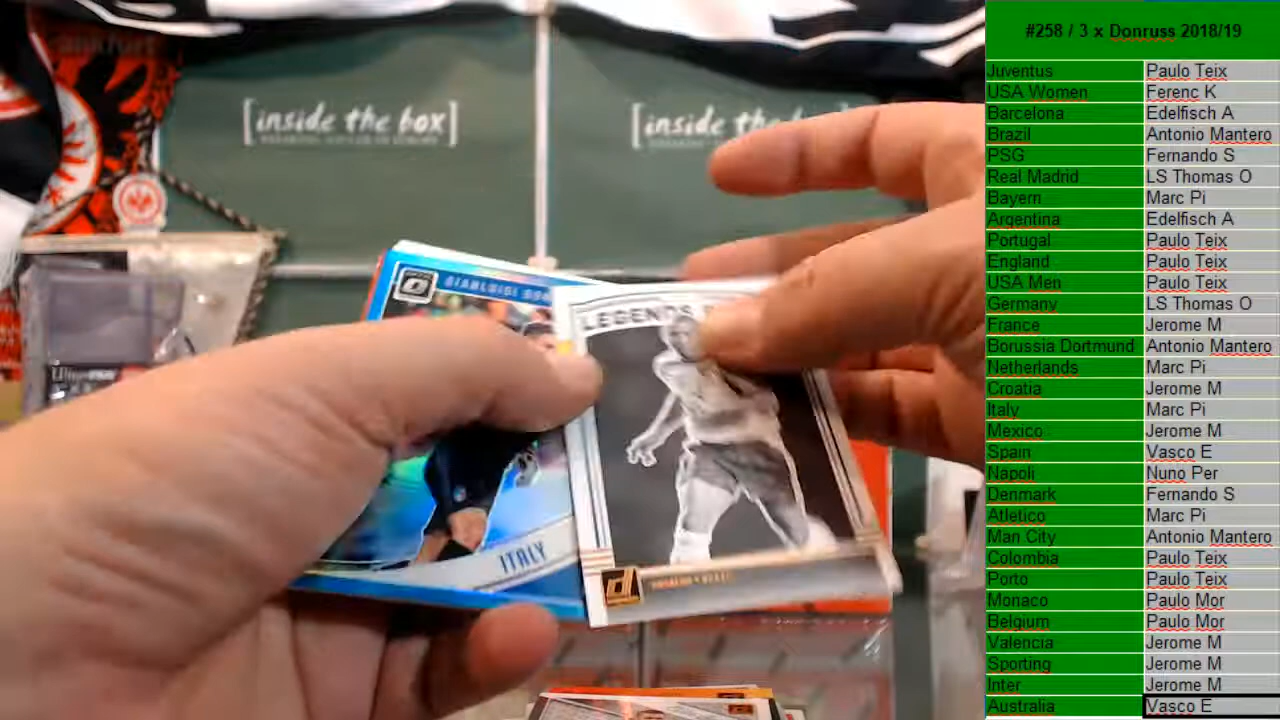 ankfurt
[inside the box]
[inside the b
GIANLUIGI
LEGENDS
ITALY
#258 / 3 x Donruss 2018/19
Juventus Paulo Teix
USA Women Ferenc K
Barcelona Edelfisch A
Brazil Antonio Mantero
PSG Fernando S
Real Madrid LS Thomas O
Bayern Marc Pi
Argentina Edelfisch A
Portugal Paulo Teix
England Paulo Teix
USA Men Paulo Teix
Germany LS Thomas O
France Jerome M
Borussia Dortmund Antonio Mantero
Netherlands Marc Pi
Croatia Jerome M
Italy Marc Pi
Mexico Jerome M
Spain Vasco E
Napoli Nuno Per
Denmark Fernando S
Atletico Marc Pi
Man City Antonio Mantero
Colombia Paulo Teix
Porto Paulo Teix
Monaco Paulo Mor
Belgium Paulo Mor
Valencia Jerome M
Sporting Jerome M
Inter Jerome M
Australia Vasco E